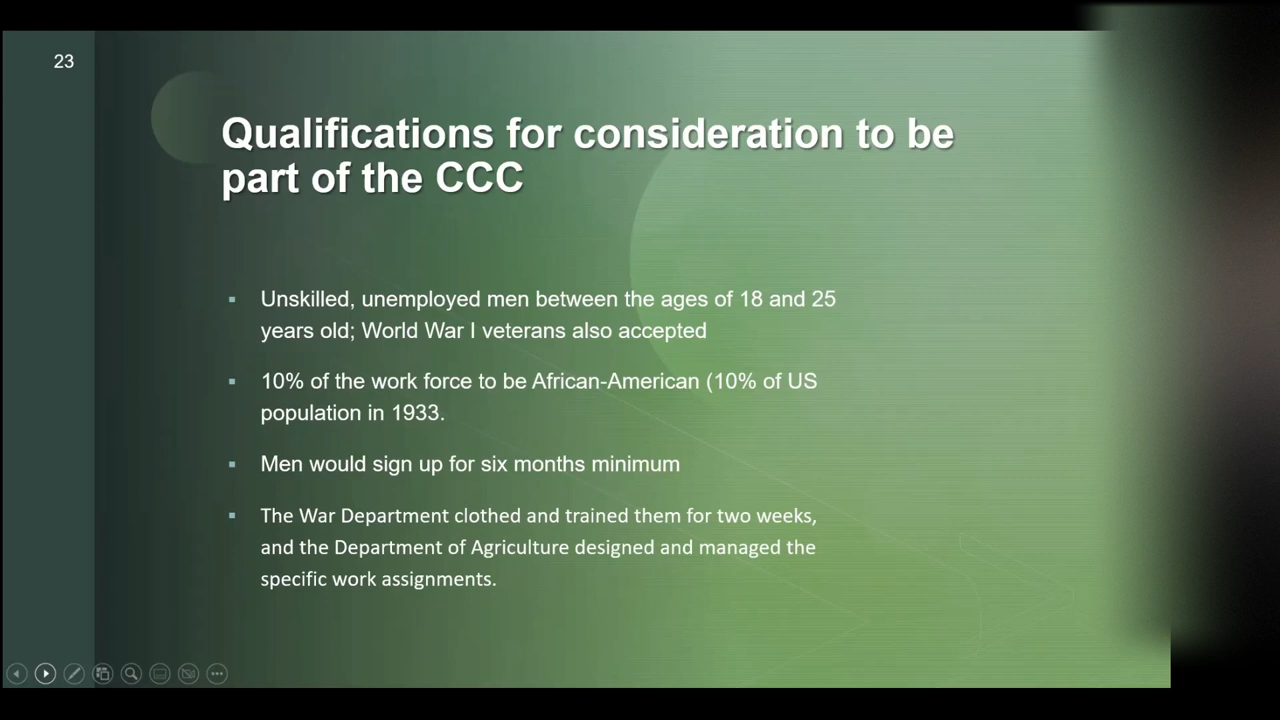 23
Qualifications for consideration to be
part of the CCC
▪ Unskilled, unemployed men between the ages of 18 and 25
years old; World War I veterans also accepted
▪ 10% of the work force to be African-American (10% of US
population in 1933.
▪ Men would sign up for six months minimum
▪ The War Department clothed and trained them for two weeks,
and the Department of Agriculture designed and managed the
specific work assignments.